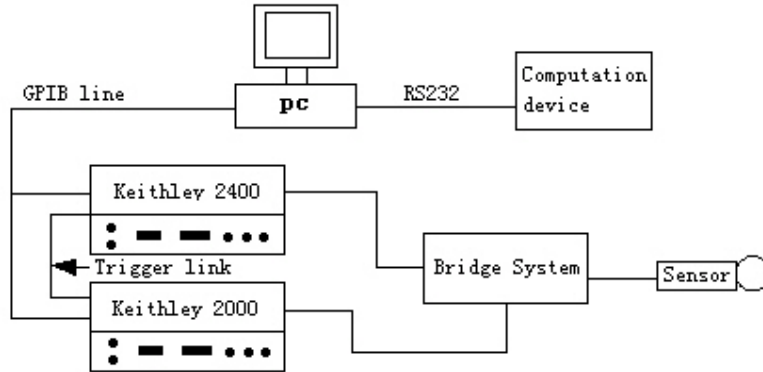 GPIB line
pc
RS232
Computation
device
Keithley 2400
Trigger link
Bridge System
Sensor
Keithley 2000